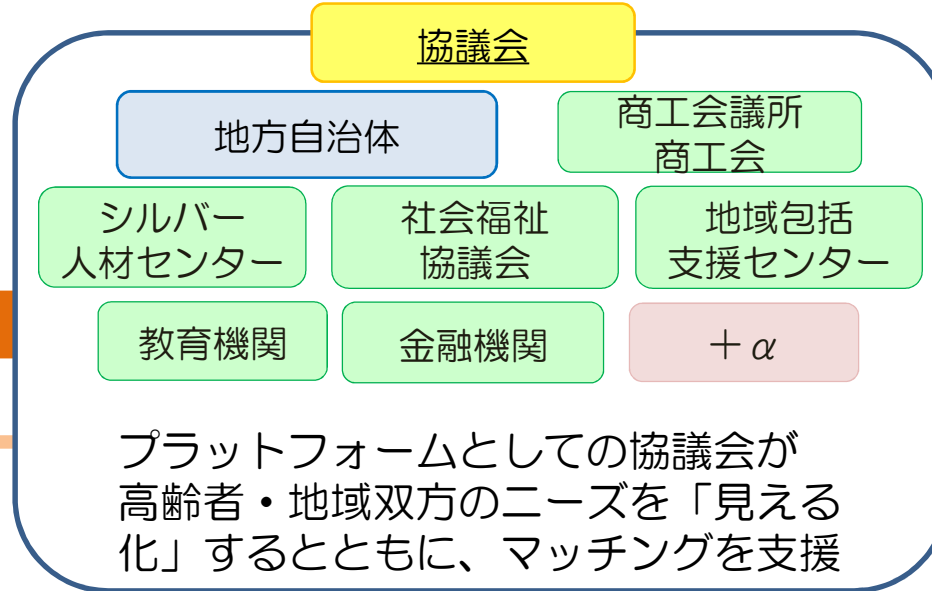 協議会
地方自治体
商工会議所
商工会
シルバー
人材センター
社会福祉
協議会
地域包括
支援センター
教育機関
金融機関
＋α
プラットフォームとしての協議会が
高齢者・地域双方のニーズを「見える
化」するとともに、マッチングを支援